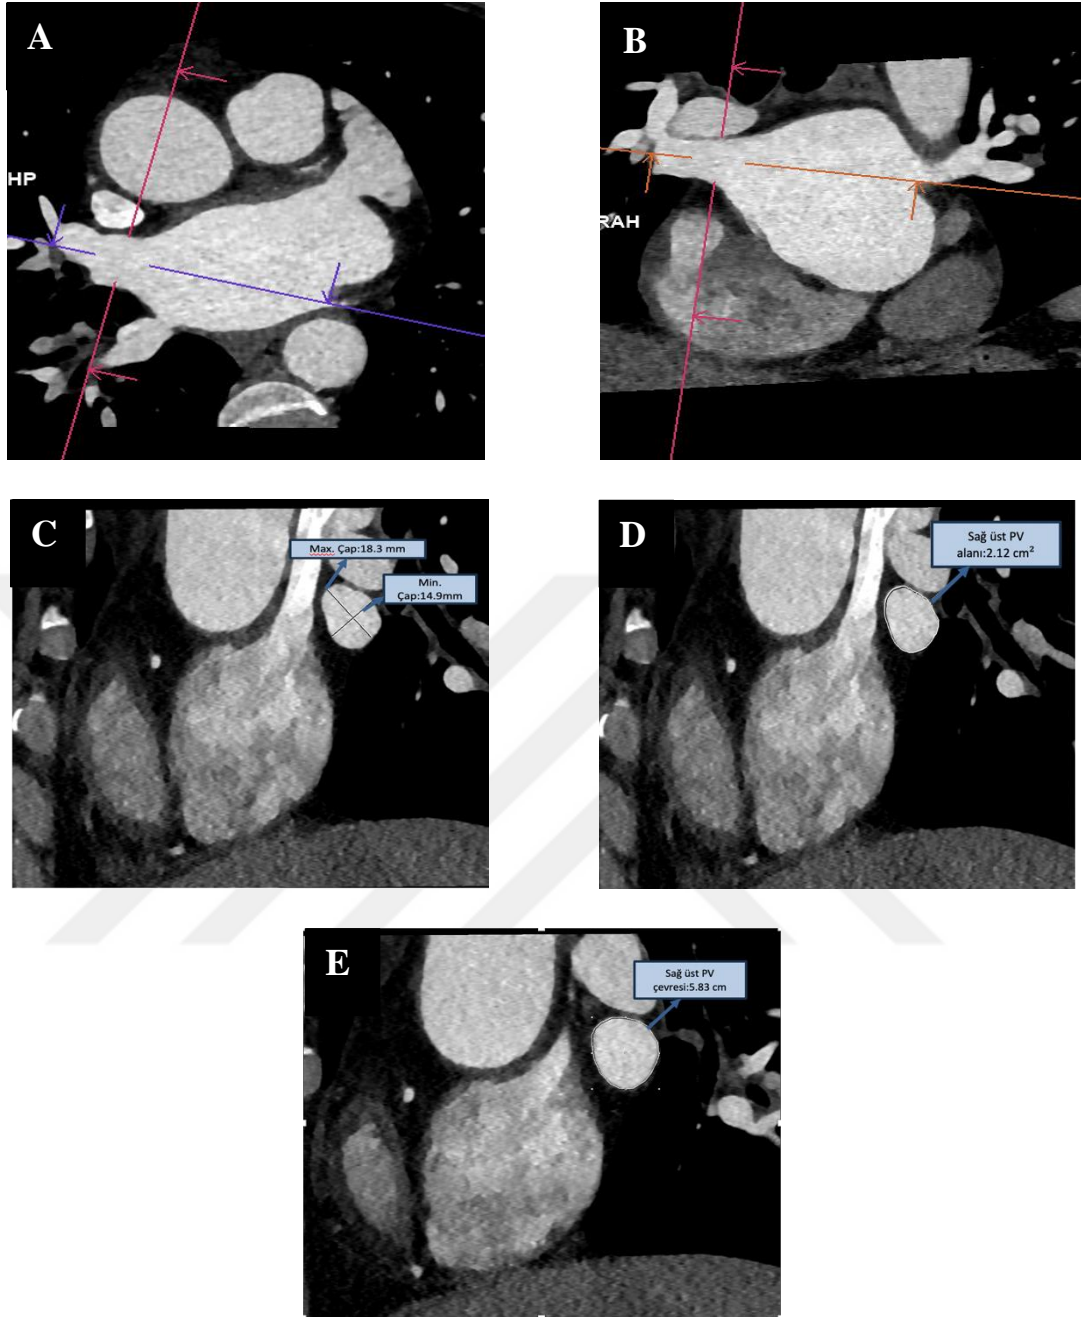 A
HP
B
RAH
C
Max. Çap:18.3 mm
Min.
Çap:14.9mm
D
Sağ üst PV
alanı:2.12 cm²
E
Sağ üst PV
çevresi:5.83 cm